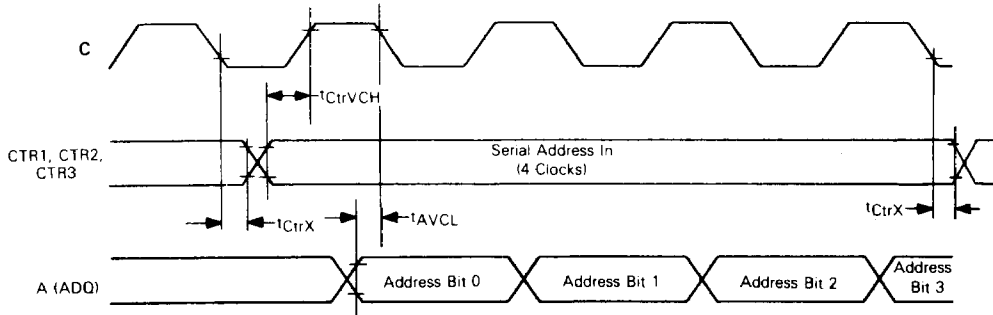 C
tCtrVCH
CTR1, CTR2,
CTR3
Serial Address In
(4 Clocks)
tCtrX
tAVCL
tCtrX
A (ADQ)
Address Bit 0
Address Bit 1
Address Bit 2
Address
Bit 3